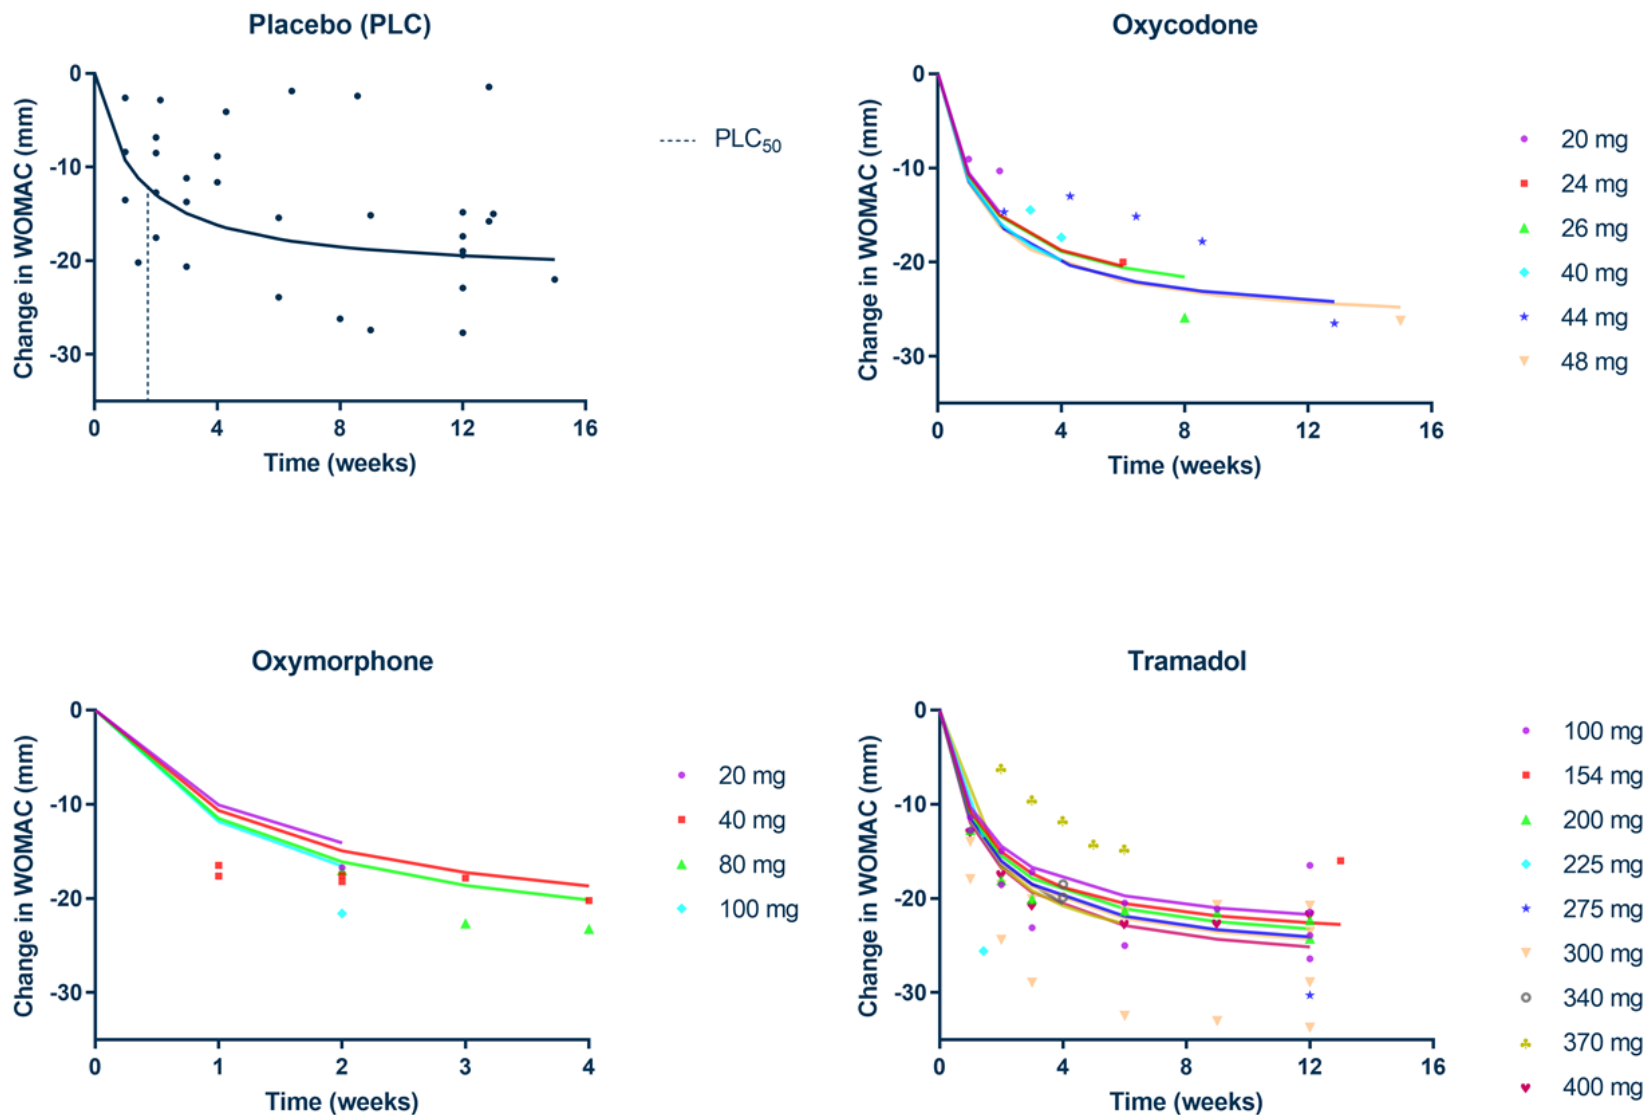 Placebo (PLC)
0
-10
-20
-30
Change in WOMAC (mm)
0 4 8 12 16
Time (weeks)
PLC50
Oxycodone
0
-10
-20
-30
Change in WOMAC (mm)
0 4 8 12 16
Time (weeks)
20 mg
24 mg
26 mg
40 mg
44 mg
48 mg
Oxymorphone
0
-10
-20
-30
Change in WOMAC (mm)
0 1 2 3 4
Time (weeks)
20 mg
40 mg
80 mg
100 mg
Tramadol
0
-10
-20
-30
Change in WOMAC (mm)
0 4 8 12 16
Time (weeks)
100 mg
154 mg
200 mg
225 mg
275 mg
300 mg
340 mg
370 mg
400 mg